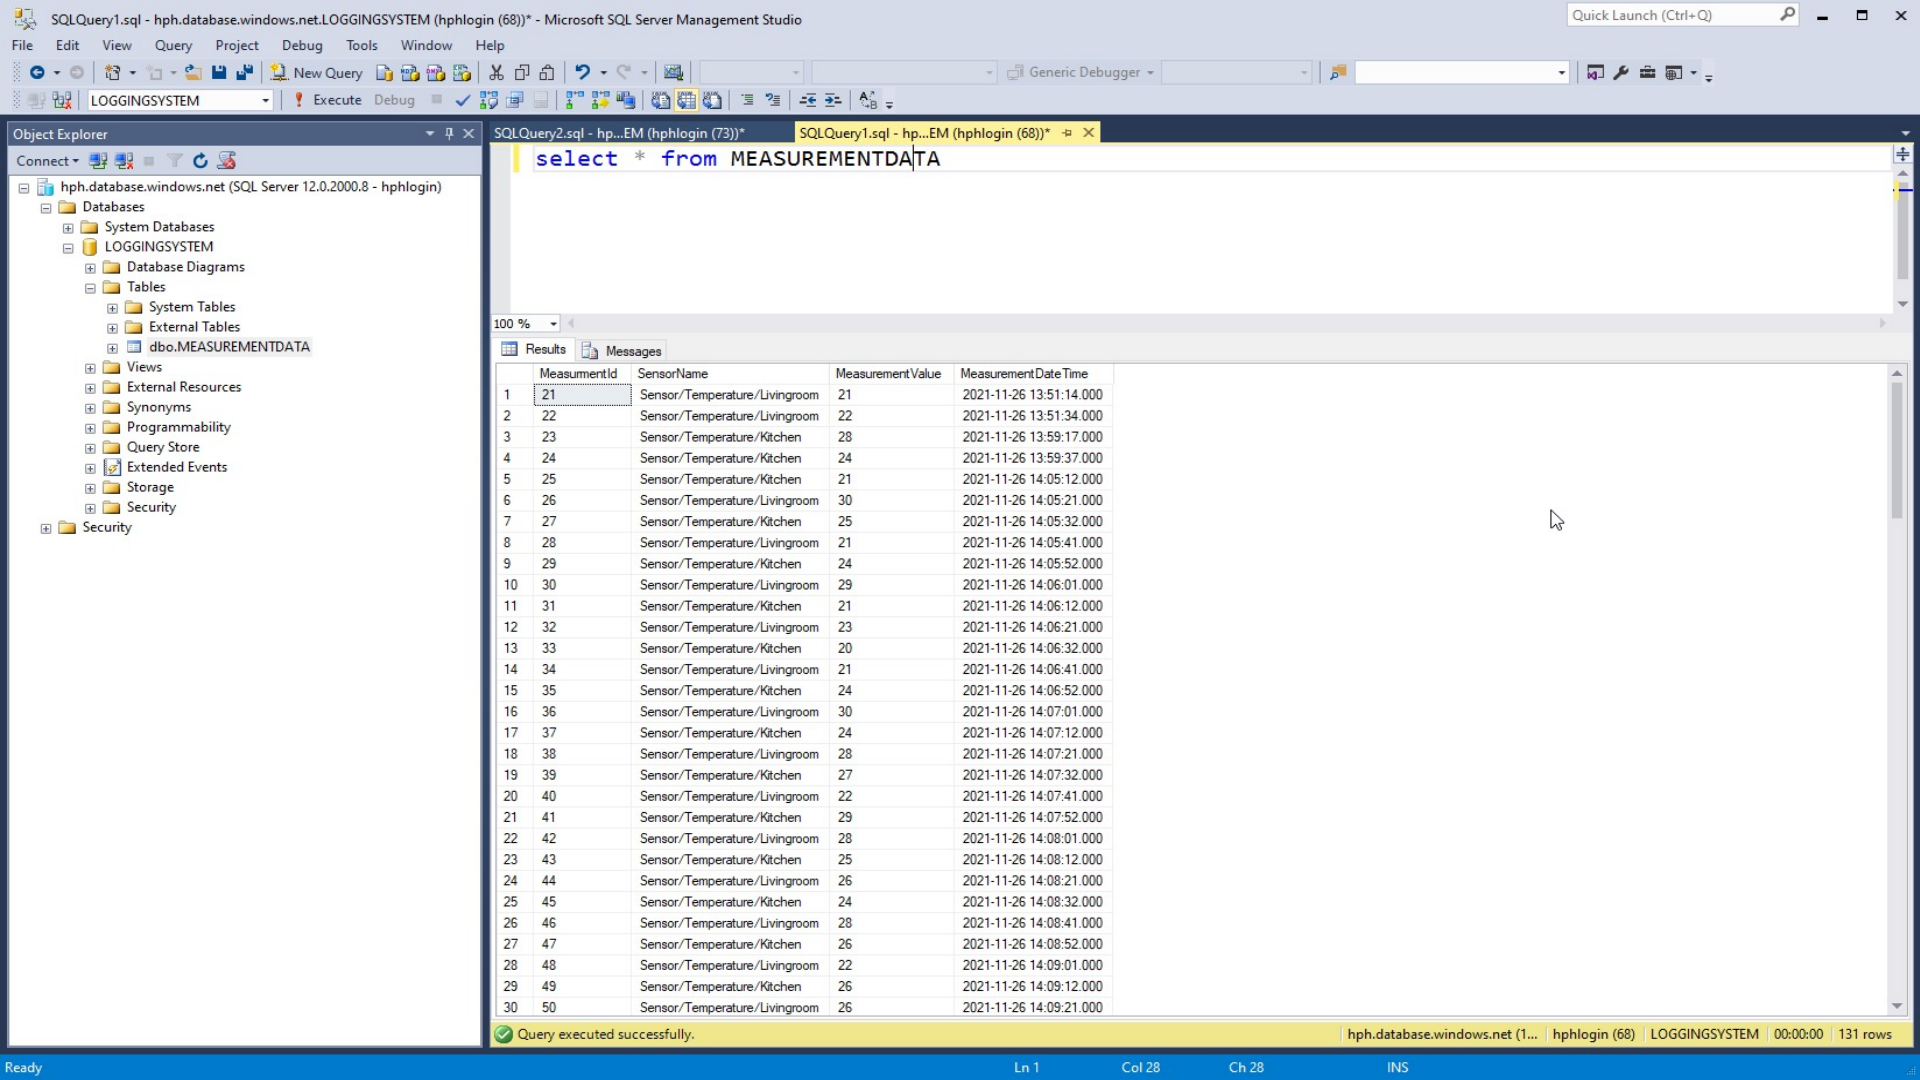 SQLQuery1.sql - hph.database.windows.net.LOGGINGSYSTEM (hphlogin (68))* - Microsoft SQL Server Management Studio
Quick Launch (Ctrl+Q)
File Edit View Query Project Debug Tools Window Help
New Query
Generic Debugger
LOGGINGSYSTEM
Execute
Debug
Object Explorer
Connect
hph.database.windows.net (SQL Server 12.0.2000.8 - hphlogin)
Databases
System Databases
LOGGINGSYSTEM
Database Diagrams
Tables
System Tables
External Tables
dbo.MEASUREMENTDATA
Views
External Resources
Synonyms
Programmability
Query Store
Extended Events
Storage
Security
Security
SQLQuery2.sql - hp...EM (hphlogin (73))*
SQLQuery1.sql - hp...EM (hphlogin (68))*
select * from MEASUREMENTDATA
100 %
Results
Messages
MeasurmentId SensorName MeasurementValue MeasurementDateTime
1 21 Sensor/Temperature/Livingroom 21 2021-11-26 13:51:14.000
2 22 Sensor/Temperature/Livingroom 22 2021-11-26 13:51:34.000
3 23 Sensor/Temperature/Kitchen 28 2021-11-26 13:59:17.000
4 24 Sensor/Temperature/Kitchen 24 2021-11-26 13:59:37.000
5 25 Sensor/Temperature/Kitchen 21 2021-11-26 14:05:12.000
6 26 Sensor/Temperature/Livingroom 30 2021-11-26 14:05:21.000
7 27 Sensor/Temperature/Kitchen 25 2021-11-26 14:05:32.000
8 28 Sensor/Temperature/Livingroom 21 2021-11-26 14:05:41.000
9 29 Sensor/Temperature/Kitchen 24 2021-11-26 14:05:52.000
10 30 Sensor/Temperature/Livingroom 29 2021-11-26 14:06:01.000
11 31 Sensor/Temperature/Kitchen 21 2021-11-26 14:06:12.000
12 32 Sensor/Temperature/Livingroom 23 2021-11-26 14:06:21.000
13 33 Sensor/Temperature/Kitchen 20 2021-11-26 14:06:32.000
14 34 Sensor/Temperature/Livingroom 21 2021-11-26 14:06:41.000
15 35 Sensor/Temperature/Kitchen 24 2021-11-26 14:06:52.000
16 36 Sensor/Temperature/Livingroom 30 2021-11-26 14:07:01.000
17 37 Sensor/Temperature/Kitchen 24 2021-11-26 14:07:12.000
18 38 Sensor/Temperature/Livingroom 28 2021-11-26 14:07:21.000
19 39 Sensor/Temperature/Kitchen 27 2021-11-26 14:07:32.000
20 40 Sensor/Temperature/Livingroom 22 2021-11-26 14:07:41.000
21 41 Sensor/Temperature/Kitchen 29 2021-11-26 14:07:52.000
22 42 Sensor/Temperature/Livingroom 28 2021-11-26 14:08:01.000
23 43 Sensor/Temperature/Kitchen 25 2021-11-26 14:08:12.000
24 44 Sensor/Temperature/Livingroom 26 2021-11-26 14:08:21.000
25 45 Sensor/Temperature/Kitchen 24 2021-11-26 14:08:32.000
26 46 Sensor/Temperature/Livingroom 28 2021-11-26 14:08:41.000
27 47 Sensor/Temperature/Kitchen 26 2021-11-26 14:08:52.000
28 48 Sensor/Temperature/Livingroom 22 2021-11-26 14:09:01.000
29 49 Sensor/Temperature/Kitchen 26 2021-11-26 14:09:12.000
30 50 Sensor/Temperature/Livingroom 26 2021-11-26 14:09:21.000
Query executed successfully.
hph.database.windows.net (1... hphlogin (68) LOGGINGSYSTEM 00:00:00 131 rows
Ready
Ln 1 Col 28 Ch 28 INS